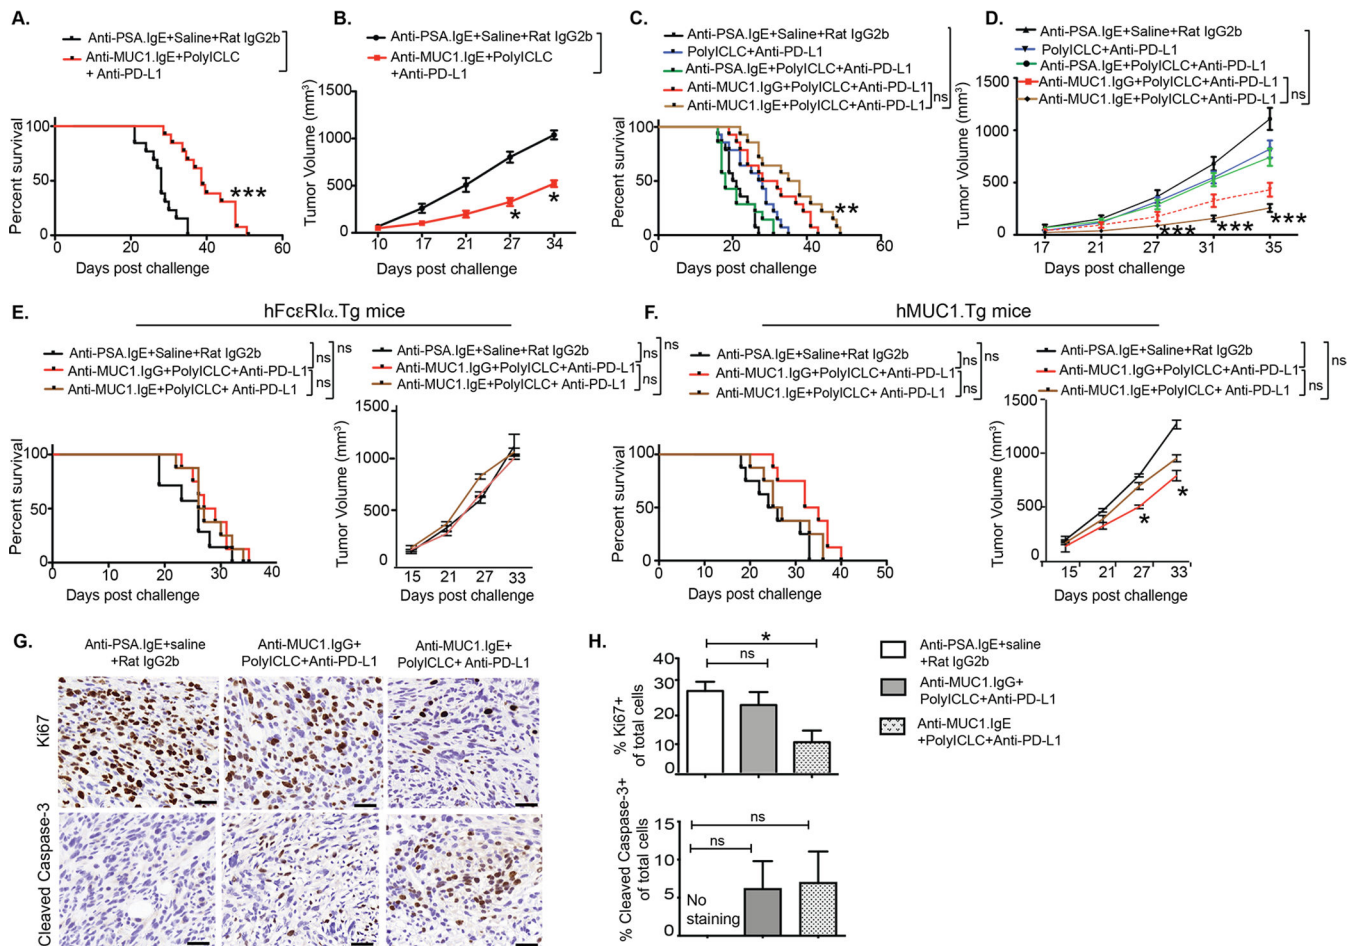 A.
Anti-PSA.IgE+Saline+Rat IgG2b
Anti-MUC1.IgE+PolyICLC
+ Anti-PD-L1
Percent survival
100
50
0
0
20
40
60
***
Days post challenge
B.
Anti-PSA.IgE+Saline+Rat IgG2b
Anti-MUC1.IgE+PolyICLC
+Anti-PD-L1
Tumor Volume (mm³)
1500
1000
500
0
10
17
21
27
34
*
*
Days post challenge
C.
Anti-PSA.IgE+Saline+Rat IgG2b
PolyICLC+Anti-PD-L1
Anti-PSA.IgE+PolyICLC+Anti-PD-L1
Anti-MUC1.IgG+PolyICLC+Anti-PD-L1
Anti-MUC1.IgE+PolyICLC+Anti-PD-L1
ns
Percent survival
100
50
0
0
20
40
60
**
Days post challenge
D.
Anti-PSA.IgE+Saline+Rat IgG2b
PolyICLC+Anti-PD-L1
Anti-PSA.IgE+PolyICLC+Anti-PD-L1
Anti-MUC1.IgG+PolyICLC+Anti-PD-L1
Anti-MUC1.IgE+PolyICLC+Anti-PD-L1
ns
Tumor Volume (mm³)
1500
1000
500
0
17
21
27
31
35
***
***
***
Days post challenge
E.
hFcεRIα.Tg mice
Anti-PSA.IgE+Saline+Rat IgG2b
Anti-MUC1.IgG+PolyICLC+Anti-PD-L1
Anti-MUC1.IgE+PolyICLC+ Anti-PD-L1
ns
ns
ns
Percent survival
100
50
0
0
10
20
30
40
Days post challenge
Anti-PSA.IgE+Saline+Rat IgG2b
Anti-MUC1.IgG+PolyICLC+Anti-PD-L1
Anti-MUC1.IgE+PolyICLC+ Anti-PD-L1
ns
ns
ns
Tumor Volume (mm³)
1500
1000
500
0
15
21
27
33
Days post challenge
F.
hMUC1.Tg mice
Anti-PSA.IgE+Saline+Rat IgG2b
Anti-MUC1.IgG+PolyICLC+Anti-PD-L1
Anti-MUC1.IgE+PolyICLC+ Anti-PD-L1
ns
ns
ns
Percent survival
100
50
0
0
10
20
30
40
50
Days post challenge
Anti-PSA.IgE+Saline+Rat IgG2b
Anti-MUC1.IgG+PolyICLC+Anti-PD-L1
Anti-MUC1.IgE+PolyICLC+ Anti-PD-L1
ns
ns
Tumor Volume (mm³)
1500
1000
500
0
15
21
27
33
*
*
Days post challenge
G.
Anti-PSA.IgE+saline
+Rat IgG2b
Anti-MUC1.IgG+
PolyICLC+Anti-PD-L1
Anti-MUC1.IgE+
PolyICLC+ Anti-PD-L1
KI67
Cleaved Caspase-3
H.
% KI67+
of total cells
40
30
20
10
0
ns
*
% Cleaved Caspase-3+
of total cells
15
10
5
0
No
staining
ns
ns
Anti-PSA.IgE+saline
+Rat IgG2b
Anti-MUC1.IgG+
PolyICLC+Anti-PD-L1
Anti-MUC1.IgE
+PolyICLC+Anti-PD-L1